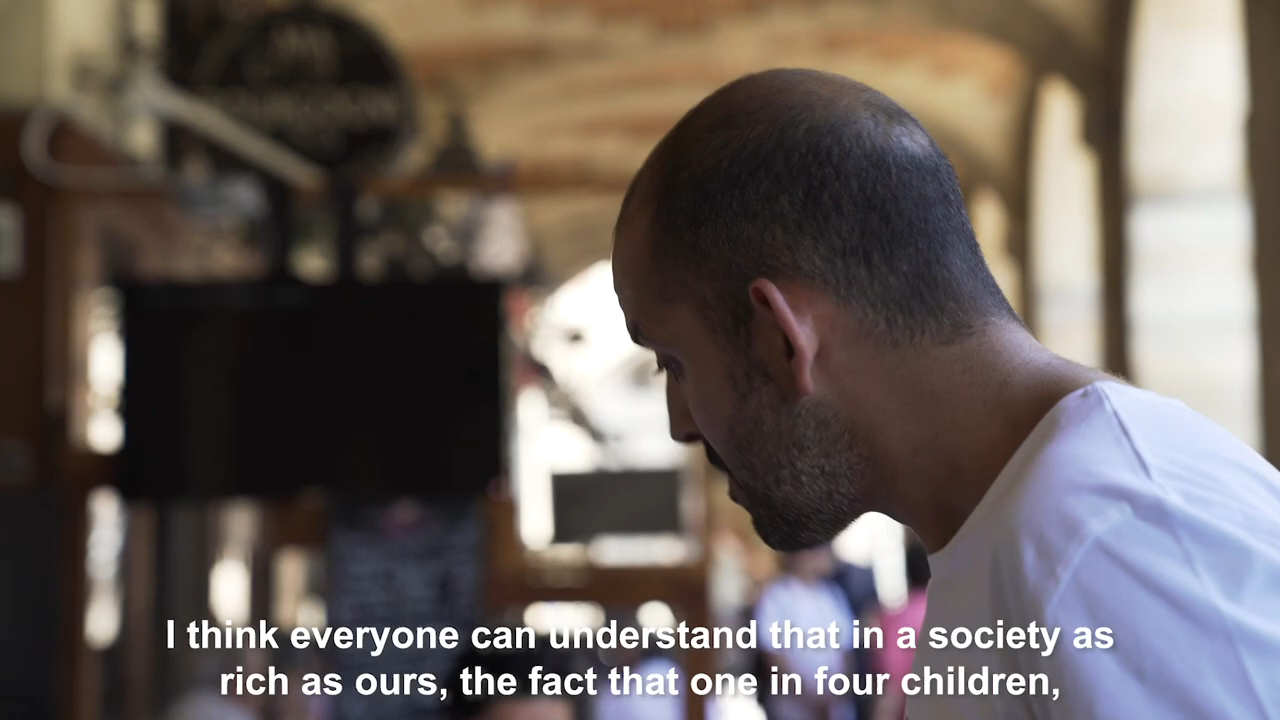 I think everyone can understand that in a society as
rich as ours, the fact that one in four children,